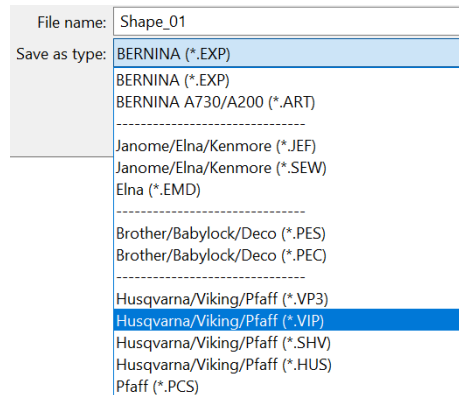 File name: Shape_01
Save as type: BERNINA (*.EXP)
BERNINA (*.EXP)
BERNINA A730/A200 (*.ART)
-------------------------------
Janome/Elna/Kenmore (*.JEF)
Janome/Elna/Kenmore (*.SEW)
Elna (*.EMD)
-------------------------------
Brother/Babylock/Deco (*.PES)
Brother/Babylock/Deco (*.PEC)
-------------------------------
Husqvarna/Viking/Pfaff (*.VP3)
Husqvarna/Viking/Pfaff (*.VIP)
Husqvarna/Viking/Pfaff (*.SHV)
Husqvarna/Viking/Pfaff (*.HUS)
Pfaff (*.PCS)